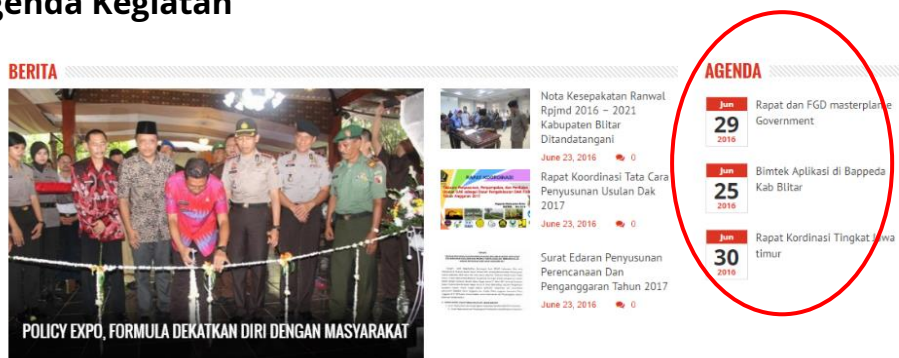 genda Kegiatan
BERITA
POLICY EXPO, FORMULA DEKATKAN DIRI DENGAN MASYARAKAT
Nota Kesepakatan Ranwal
Rpjmd 2016 – 2021
Kabupaten Blitar
Ditandatangani
June 23, 2016 0
RAPAT KOORDINASI
Rapat Koordinasi Tata Cara
Penyusunan Usulan Dak
2017
June 23, 2016 0
Surat Edaran Penyusunan
Perencanaan Dan
Penganggaran Tahun 2017
June 23, 2016 0
AGENDA
Jun
29
2016
Rapat dan FGD masterplane
Government
Jun
25
2016
Bimtek Aplikasi di Bappeda
Kab Blitar
Jun
30
2016
Rapat Kordinasi Tingkat Jawa
timur